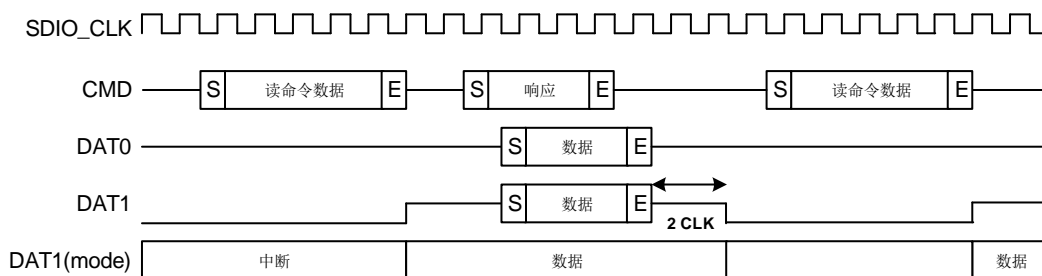 SDIO_CLK
CMD S 读命令数据 E S 响应 E S 读命令数据 E
DAT0 S 数据 E
DAT1 S 数据 E
2 CLK
DAT1(mode) 中断 数据 数据